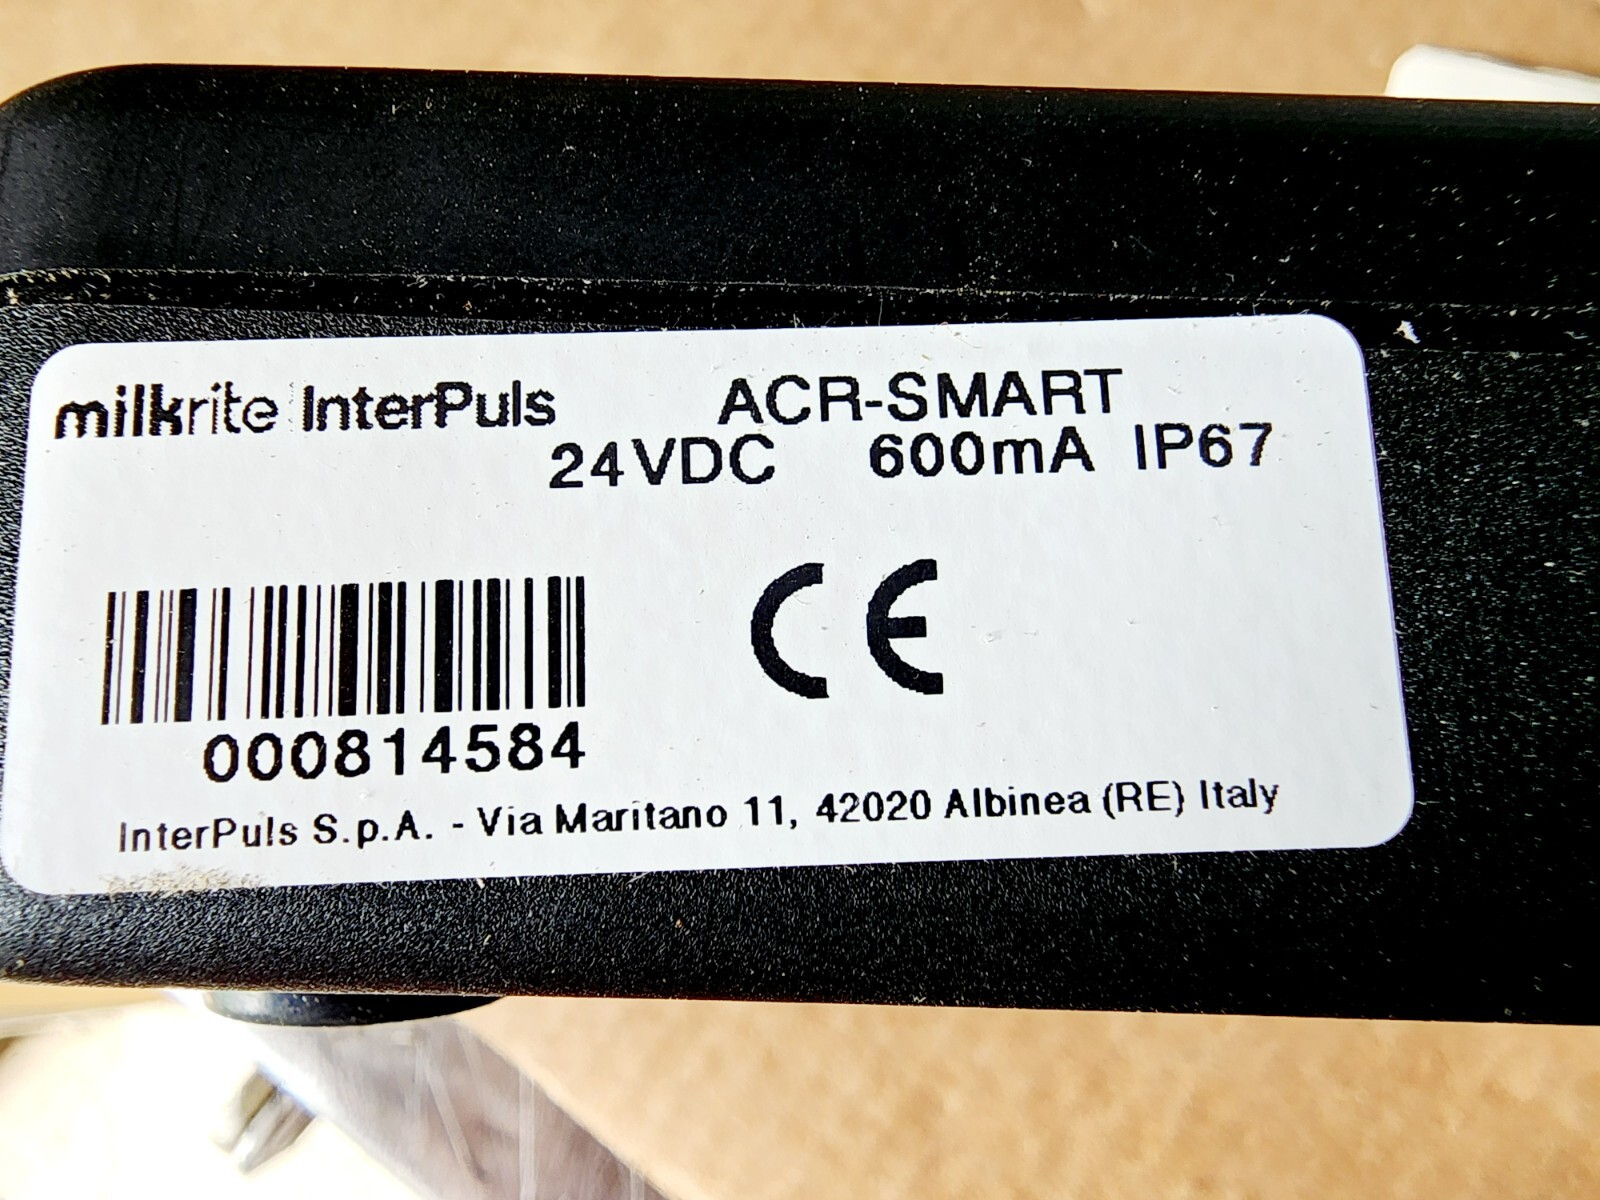 milkrite InterPuls ACR-SMART
24VDC 600mA IP67
CE
000814584
InterPuls S.p.A. - Via Maritano 11, 42020 Albinea (RE) Italy